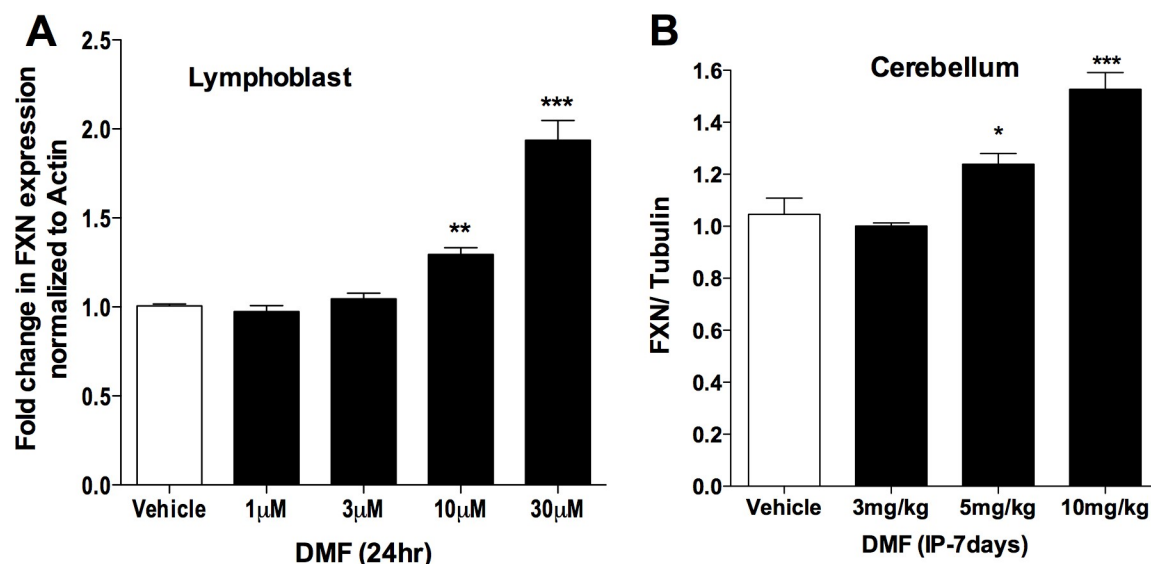 A
Lymphoblast
Fold change in FXN expression
normalized to Actin
2.5
2.0
1.5
1.0
0.5
0.0
**
***
Vehicle 1μM 3μM 10μM 30μM
DMF (24hr)
B
Cerebellum
FXN/ Tubulin
1.6
1.4
1.2
1.0
0.8
0.6
0.4
0.2
0.0
*
***
Vehicle 3mg/kg 5mg/kg 10mg/kg
DMF (IP-7days)